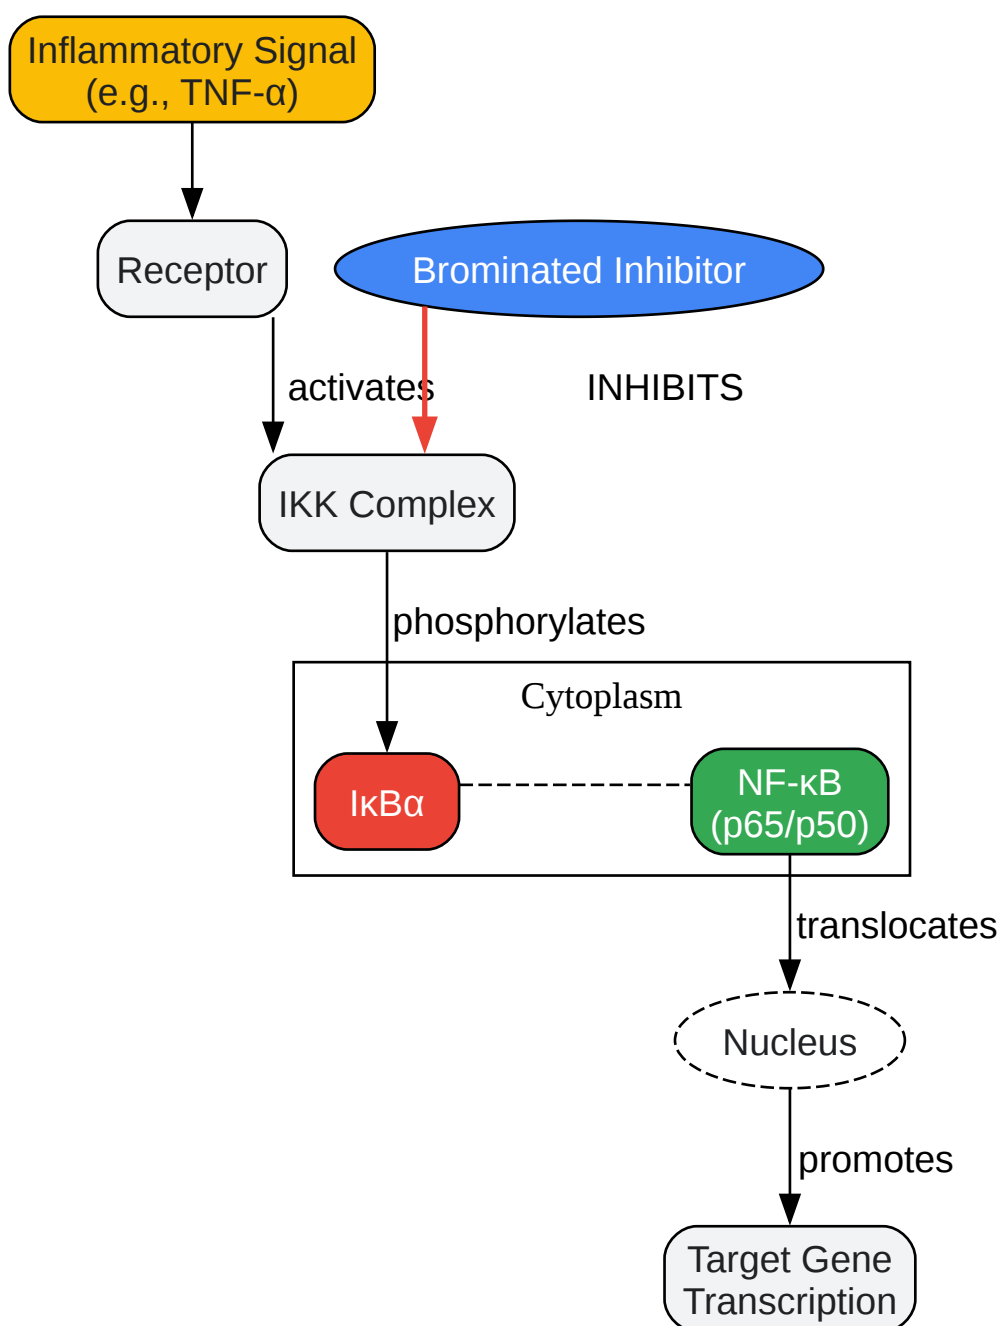 Inflammatory Signal
(e.g., TNF-α)
Receptor
Brominated Inhibitor
activates
INHIBITS
IKK Complex
phosphorylates
Cytoplasm
IκBα
NF-κB
(p65/p50)
translocates
Nucleus
promotes
Target Gene
Transcription